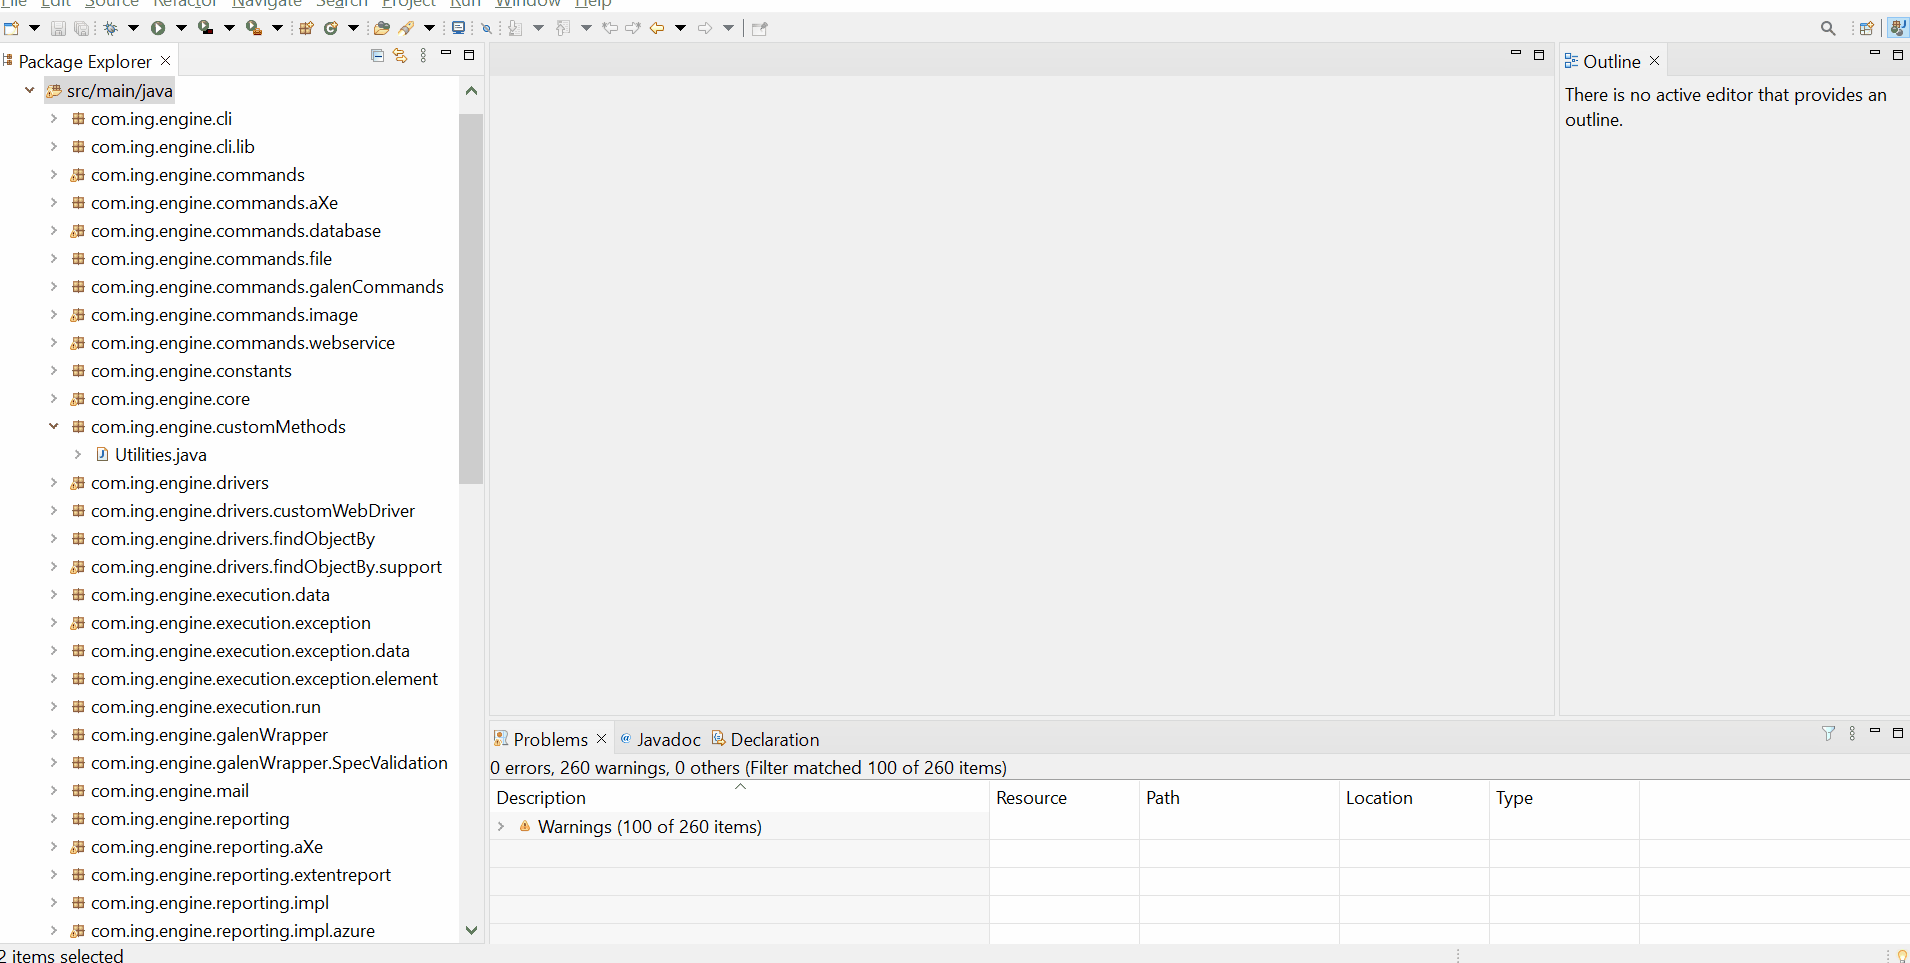 File Edit Source Refactor Navigate Search Project Run Window Help
Package Explorer
src/main/java
com.ing.engine.cli
com.ing.engine.cli.lib
com.ing.engine.commands
com.ing.engine.commands.aXe
com.ing.engine.commands.database
com.ing.engine.commands.file
com.ing.engine.commands.galenCommands
com.ing.engine.commands.image
com.ing.engine.commands.webservice
com.ing.engine.constants
com.ing.engine.core
com.ing.engine.customMethods
Utilities.java
com.ing.engine.drivers
com.ing.engine.drivers.customWebDriver
com.ing.engine.drivers.findObjectBy
com.ing.engine.drivers.findObjectBy.support
com.ing.engine.execution.data
com.ing.engine.execution.exception
com.ing.engine.execution.exception.data
com.ing.engine.execution.exception.element
com.ing.engine.execution.run
com.ing.engine.galenWrapper
com.ing.engine.galenWrapper.SpecValidation
com.ing.engine.mail
com.ing.engine.reporting
com.ing.engine.reporting.aXe
com.ing.engine.reporting.extentreport
com.ing.engine.reporting.impl
com.ing.engine.reporting.impl.azure
2 items selected
Outline
There is no active editor that provides an
outline.
Problems Javadoc Declaration
0 errors, 260 warnings, 0 others (Filter matched 100 of 260 items)
Description Resource Path Location Type
Warnings (100 of 260 items)